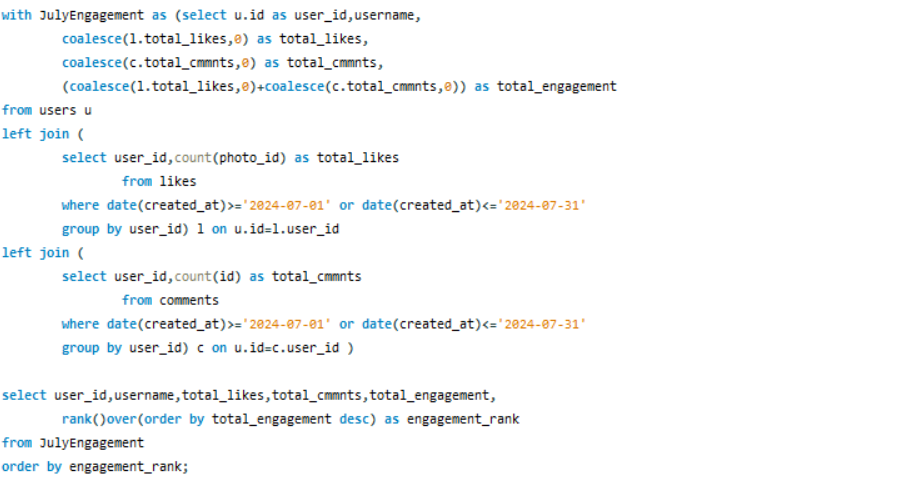 with JulyEngagement as (select u.id as user_id,username,
coalesce(l.total_likes,0) as total_likes,
coalesce(c.total_cmmnts,0) as total_cmmnts,
(coalesce(l.total_likes,0)+coalesce(c.total_cmmnts,0)) as total_engagement
from users u
left join (
select user_id,count(photo_id) as total_likes
from likes
where date(created_at)>='2024-07-01' or date(created_at)<='2024-07-31'
group by user_id) l on u.id=l.user_id
left join (
select user_id,count(id) as total_cmmnts
from comments
where date(created_at)>='2024-07-01' or date(created_at)<='2024-07-31'
group by user_id) c on u.id=c.user_id )
select user_id,username,total_likes,total_cmmnts,total_engagement,
rank()over(order by total_engagement desc) as engagement_rank
from JulyEngagement
order by engagement_rank;